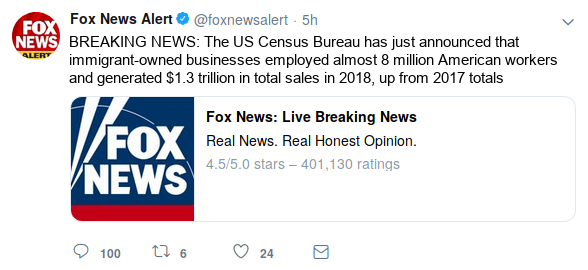 FOX
NEWS
ALERT
Fox News Alert @foxnewsalert · 5h
BREAKING NEWS: The US Census Bureau has just announced that
immigrant-owned businesses employed almost 8 million American workers
and generated $1.3 trillion in total sales in 2018, up from 2017 totals
FOX
NEWS
Fox News: Live Breaking News
Real News. Real Honest Opinion.
4.5/5.0 stars – 401,130 ratings
100 6 24